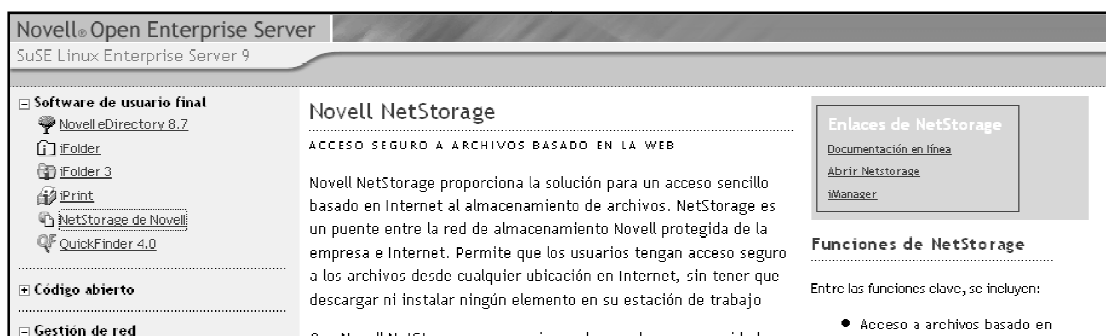 Novell® Open Enterprise Server
SuSE Linux Enterprise Server 9
Software de usuario final
Novell eDirectory 8.7
iFolder
iFolder 3
iPrint
NetStorage de Novell
QuickFinder 4.0
Código abierto
Gestión de red
Novell NetStorage
ACCESO SEGURO A ARCHIVOS BASADO EN LA WEB
Novell NetStorage proporciona la solución para un acceso sencillo
basado en Internet al almacenamiento de archivos. NetStorage es
un puente entre la red de almacenamiento Novell protegida de la
empresa e Internet. Permite que los usuarios tengan acceso seguro
a los archivos desde cualquier ubicación en Internet, sin tener que
descargar ni instalar ningún elemento en su estación de trabajo
Enlaces de NetStorage
Documentación en línea
Abrir Netstorage
iManager
Funciones de NetStorage
Entre las funciones clave, se incluyen:
• Acceso a archivos basado en